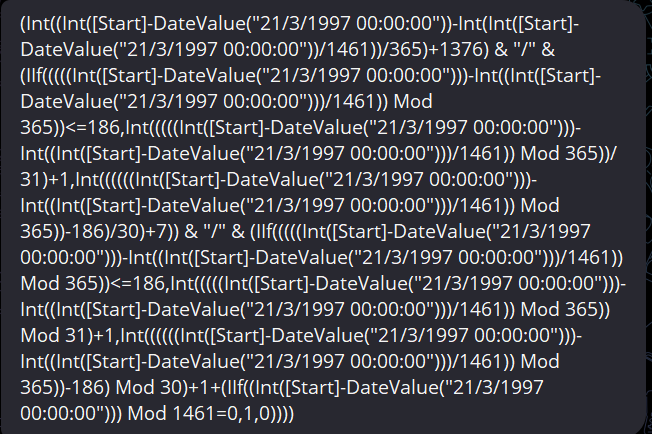 (Int((Int([Start]-DateValue("21/3/1997 00:00:00"))-Int(Int([Start]-
DateValue("21/3/1997 00:00:00"))/1461))/365)+1376) & "/" &
(IIf(((((Int([Start]-DateValue("21/3/1997 00:00:00")))-Int((Int([Start]-
DateValue("21/3/1997 00:00:00")))/1461)) Mod
365))<=186,Int(((((Int([Start]-DateValue("21/3/1997 00:00:00")))-
Int((Int([Start]-DateValue("21/3/1997 00:00:00")))/1461)) Mod 365))/
31)+1,Int((((((Int([Start]-DateValue("21/3/1997 00:00:00")))-
Int((Int([Start]-DateValue("21/3/1997 00:00:00")))/1461)) Mod
365))-186)/30)+7)) & "/" & (IIf(((((Int([Start]-DateValue("21/3/1997
00:00:00")))-Int((Int([Start]-DateValue("21/3/1997 00:00:00")))/1461))
Mod 365))<=186,Int(((((Int([Start]-DateValue("21/3/1997 00:00:00")))-
Int((Int([Start]-DateValue("21/3/1997 00:00:00")))/1461)) Mod 365))
Mod 31)+1,Int((((((Int([Start]-DateValue("21/3/1997 00:00:00")))-
Int((Int([Start]-DateValue("21/3/1997 00:00:00")))/1461)) Mod
365))-186) Mod 30)+1+(IIf((Int([Start]-DateValue("21/3/1997
00:00:00"))) Mod 1461=0,1,0))))